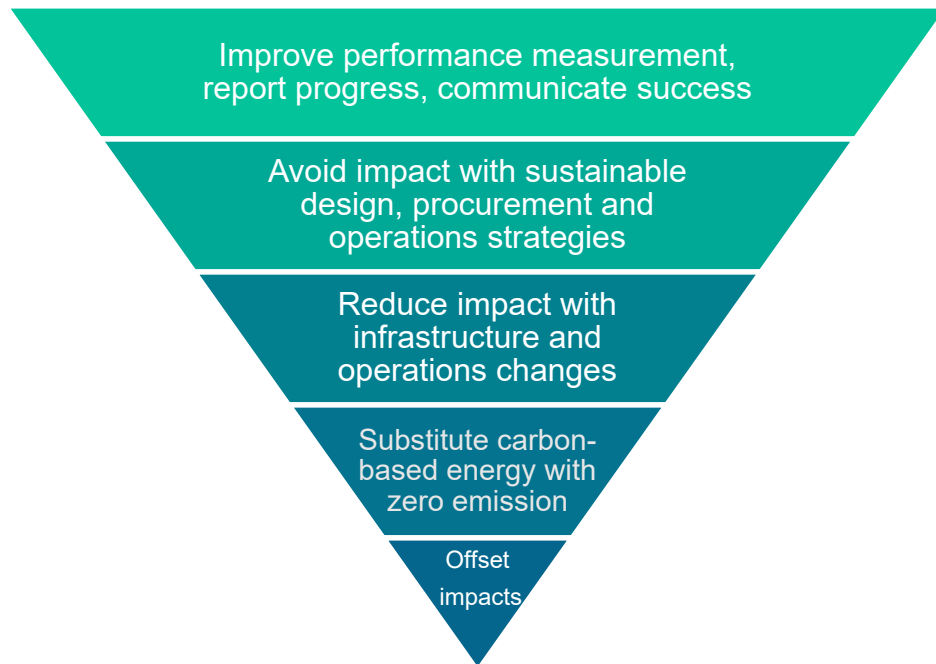 Improve performance measurement,
report progress, communicate success
Avoid impact with sustainable
design, procurement and
operations strategies
Reduce impact with
infrastructure and
operations changes
Substitute carbon-
based energy with
zero emission
Offset
impacts